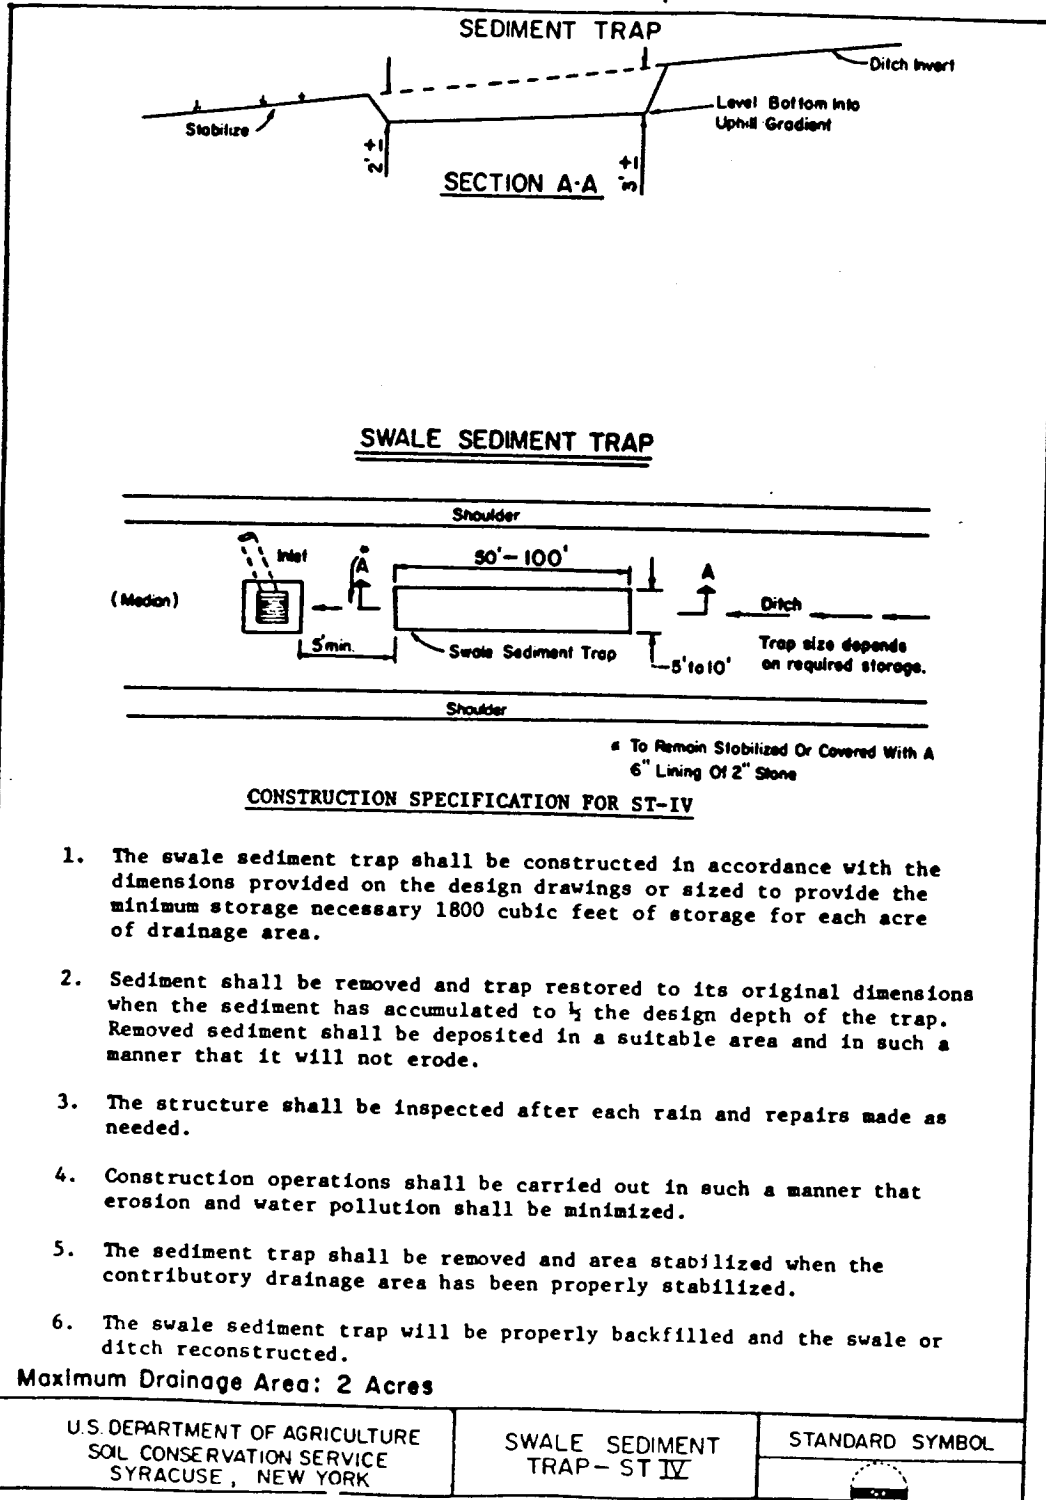 SEDIMENT TRAP
Ditch Invert
Level Bottom Into
Uphill Gradient
Stabilize
2' ±
3' ±
SECTION A-A
SWALE SEDIMENT TRAP
Shoulder
Inlet
A*
50'-100'
A
(Median)
Ditch
5' min.
Swale Sediment Trap
5' to 10'
Trap size depends
on required storage.
Shoulder
* To Remain Stabilized Or Covered With A
6" Lining Of 2" Stone
CONSTRUCTION SPECIFICATION FOR ST-IV
1. The swale sediment trap shall be constructed in accordance with the
dimensions provided on the design drawings or sized to provide the
minimum storage necessary 1800 cubic feet of storage for each acre
of drainage area.
2. Sediment shall be removed and trap restored to its original dimensions
when the sediment has accumulated to ½ the design depth of the trap.
Removed sediment shall be deposited in a suitable area and in such a
manner that it will not erode.
3. The structure shall be inspected after each rain and repairs made as
needed.
4. Construction operations shall be carried out in such a manner that
erosion and water pollution shall be minimized.
5. The sediment trap shall be removed and area stabilized when the
contributory drainage area has been properly stabilized.
6. The swale sediment trap will be properly backfilled and the swale or
ditch reconstructed.
Maximum Drainage Area: 2 Acres
U.S. DEPARTMENT OF AGRICULTURE
SOIL CONSERVATION SERVICE
SYRACUSE, NEW YORK
SWALE SEDIMENT
TRAP- ST IV
STANDARD SYMBOL